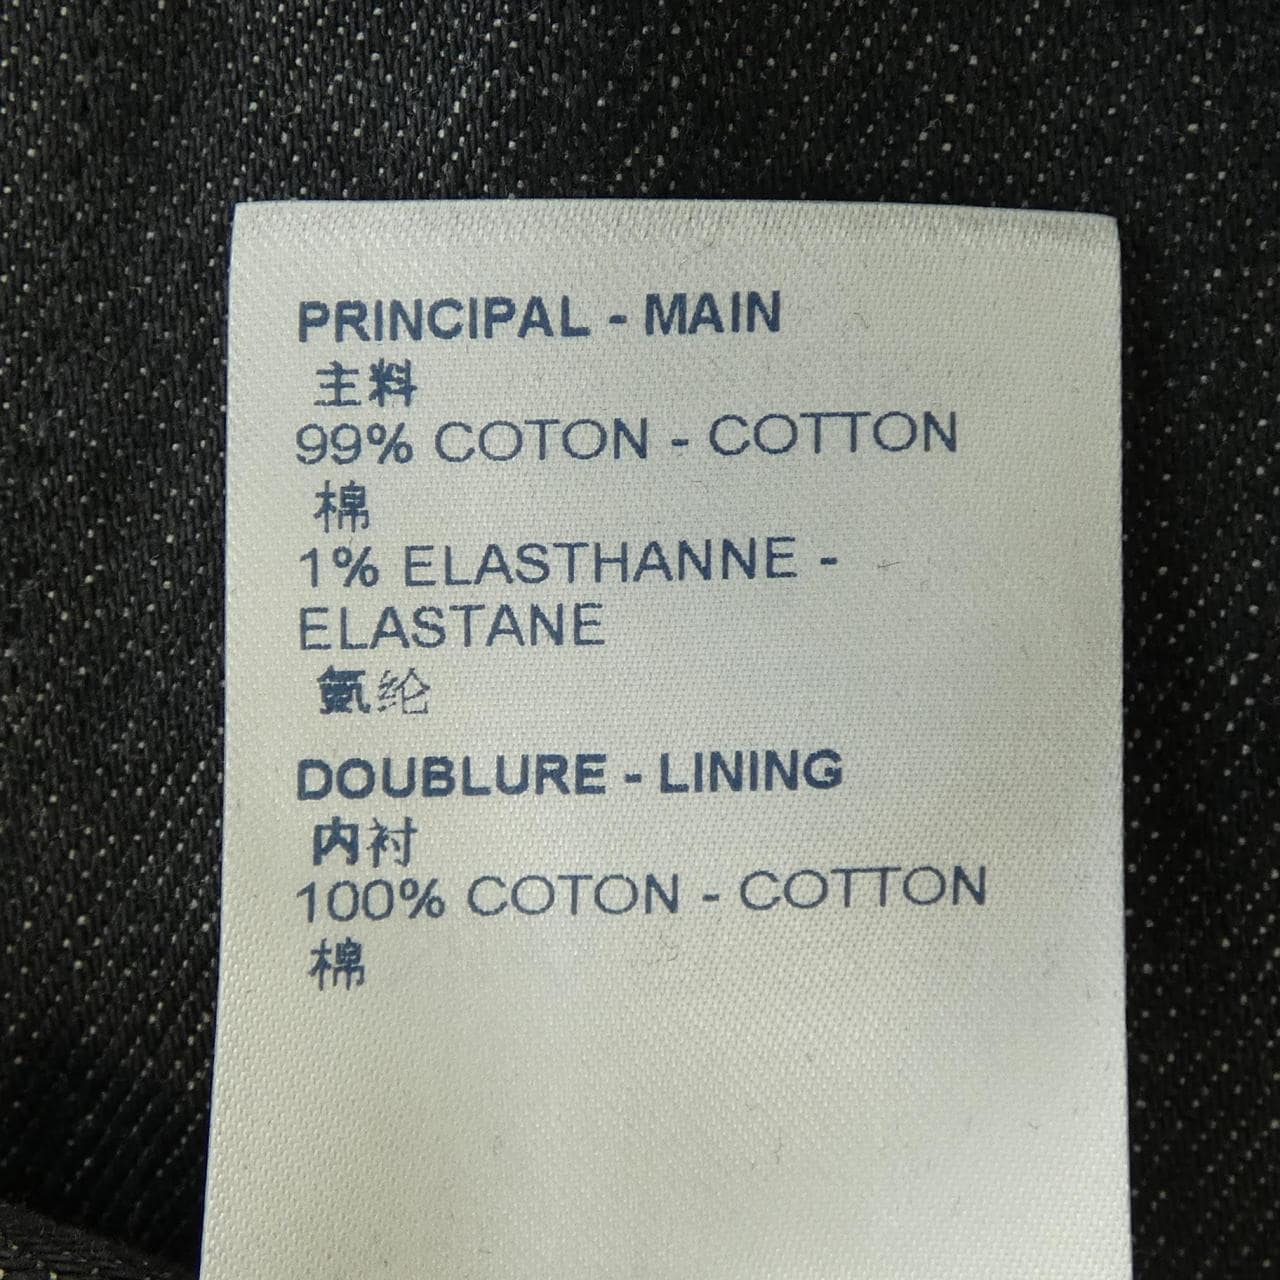 PRINCIPAL - MAIN
主料
99% COTON - COTTON
棉
1% ELASTHANNE -
ELASTANE
氨纶
DOUBLURE - LINING
内衬
100% COTON - COTTON
棉